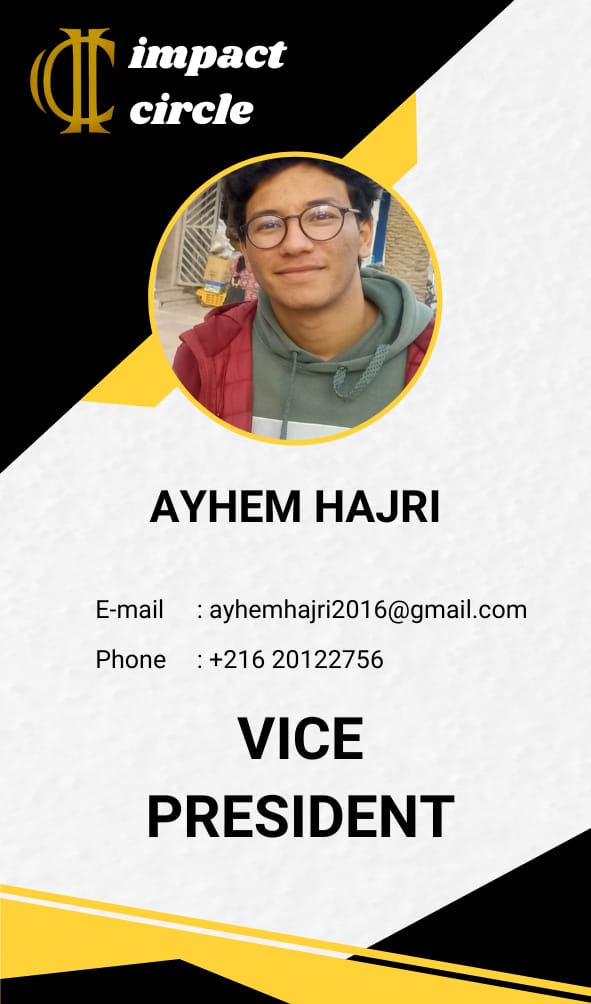 impact
circle
AYHEM HAJRI
E-mail : ayhemhajri2016@gmail.com
Phone : +216 20122756
VICE
PRESIDENT